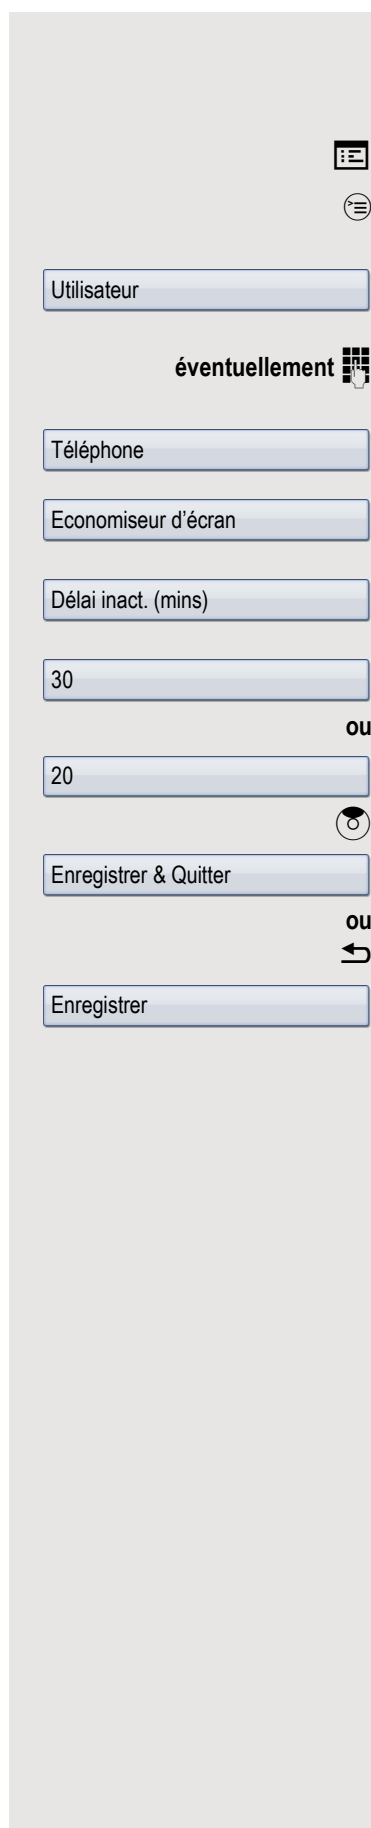 Utilisateur
éventuellement
Téléphone
Economiseur d’écran
Délai inact. (mins)
30
ou
20
Enregistrer & Quitter
ou
Enregistrer